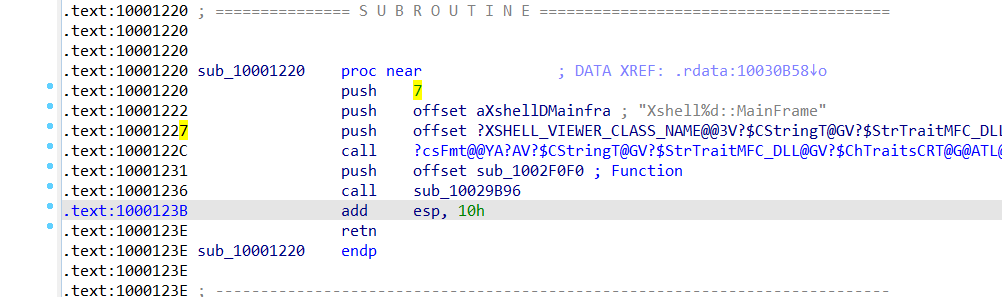 .text:10001220 ; =============== S U B R O U T I N E =======================================
.text:10001220
.text:10001220
.text:10001220 sub_10001220 proc near ; DATA XREF: .rdata:10030B58↓o
.text:10001220 push 7
.text:10001222 push offset aXshellDMainfra ; "Xshell%d::MainFrame"
.text:10001227 push offset ?XSHELL_VIEWER_CLASS_NAME@@3V?$CStringT@GV?$StrTraitMFC_DLL
.text:1000122C call ?csFmt@@YA?AV?$CStringT@GV?$StrTraitMFC_DLL@GV?$ChTraitsCRT@G@ATL@
.text:10001231 push offset sub_1002F0F0 ; Function
.text:10001236 call sub_10029B96
.text:1000123B add esp, 10h
.text:1000123E retn
.text:1000123E sub_10001220 endp
.text:1000123E
.text:1000123E ; ---------------------------------------------------------------------------